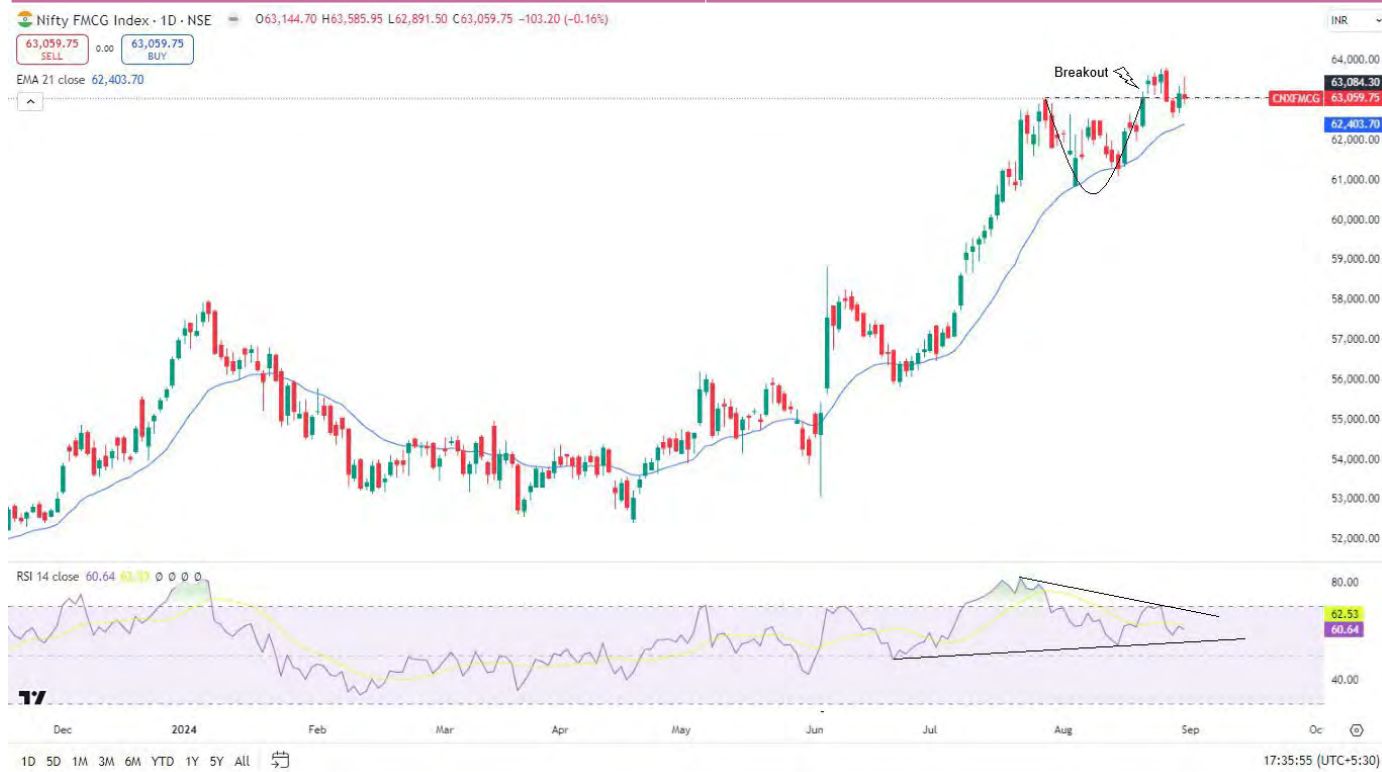 Nifty FMCG Index · 1D · NSE O63,144.70 H63,585.95 L62,891.50 C63,059.75 −103.20 (−0.16%)
INR
63,059.75
SELL
0.00
63,059.75
BUY
EMA 21 close 62,403.70
Breakout
64,000.00
63,084.30
CNXFMCG 63,059.75
62,403.70
62,000.00
61,000.00
60,000.00
59,000.00
58,000.00
57,000.00
56,000.00
55,000.00
54,000.00
53,000.00
52,000.00
RSI 14 close 60.64 Ø Ø Ø Ø
80.00
62.53
60.64
40.00
Dec 2024 Feb Mar Apr May Jun Jul Aug Sep Oc
1D 5D 1M 3M 6M YTD 1Y 5Y All
17:35:55 (UTC+5:30)